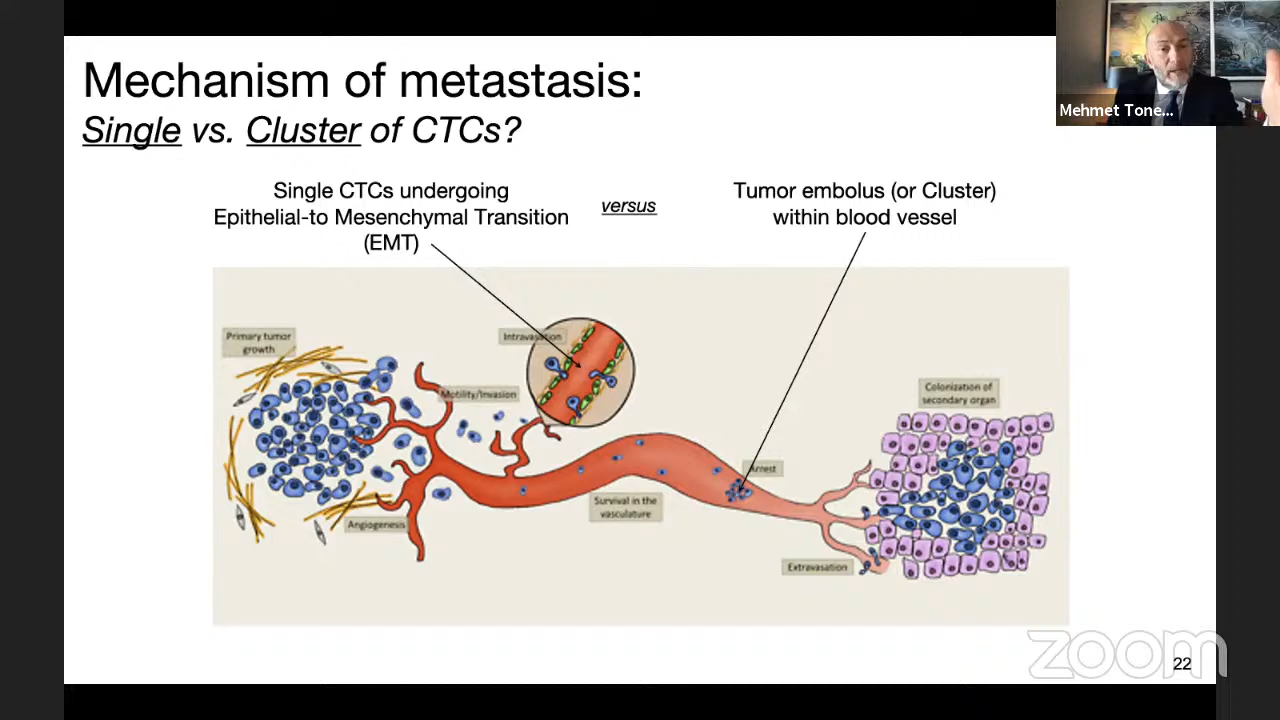 Mechanism of metastasis:
Single vs. Cluster of CTCs?
Mehmet Tone...
Single CTCs undergoing
Epithelial-to Mesenchymal Transition
(EMT)
versus
Tumor embolus (or Cluster)
within blood vessel
Primary tumor
growth
Intravasation
Motility/Invasion
Colonization of
secondary organ
Arrest
Survival in the
vasculature
Angiogenesis
Extravasation
zoom
22